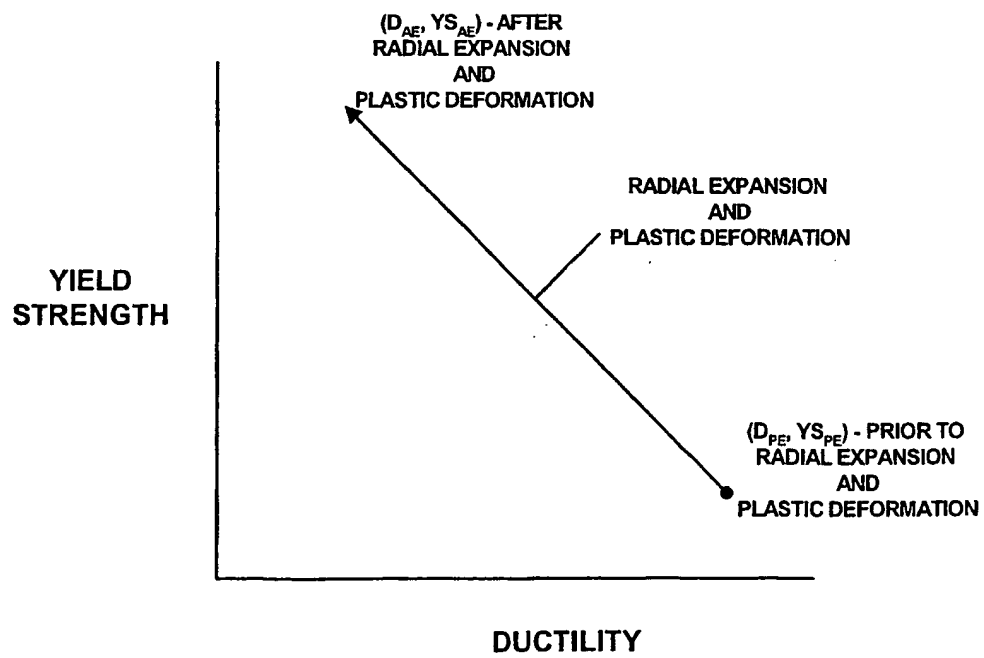 (D_AE, YS_AE) - AFTER
RADIAL EXPANSION
AND
PLASTIC DEFORMATION
RADIAL EXPANSION
AND
PLASTIC DEFORMATION
YIELD
STRENGTH
(D_PE, YS_PE) - PRIOR TO
RADIAL EXPANSION
AND
PLASTIC DEFORMATION
DUCTILITY